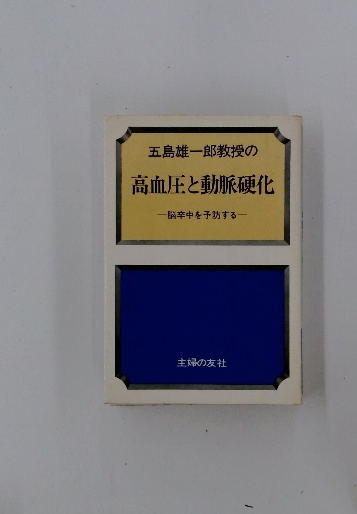 五島雄一郎教授の
高血圧と動脈硬化
―脳卒中を予防する―
主婦の友社